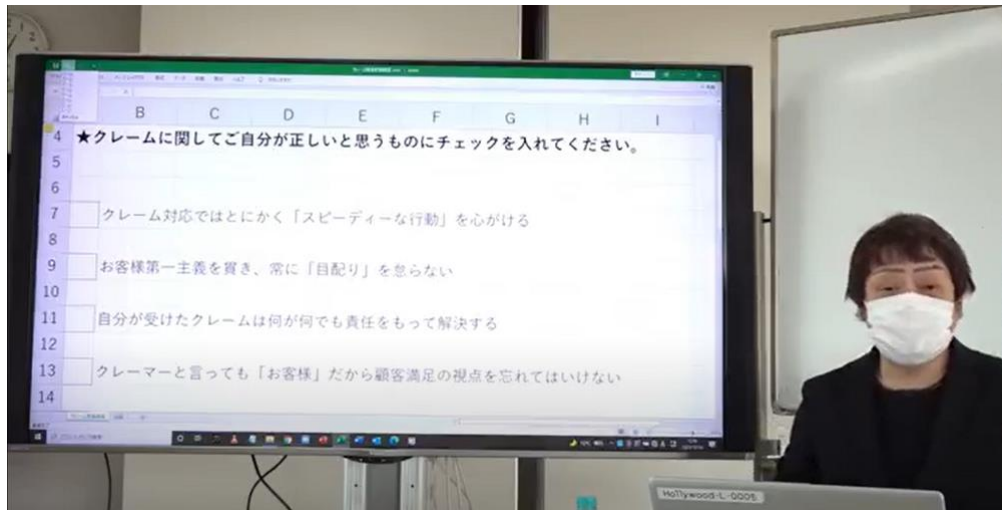 B C D E F G H I
4 ★クレームに関してご自分が正しいと思うものにチェックを入れてください。
5
6
7 クレーム対応ではとにかく「スピーディーな行動」を心がける
8
9 お客様第一主義を貫き、常に「目配り」を怠らない
10
11 自分が受けたクレームは何が何でも責任をもって解決する
12
13 クレーマーと言っても「お客様」だから顧客満足の視点を忘れてはいけない
14
Hollywood-L-0005